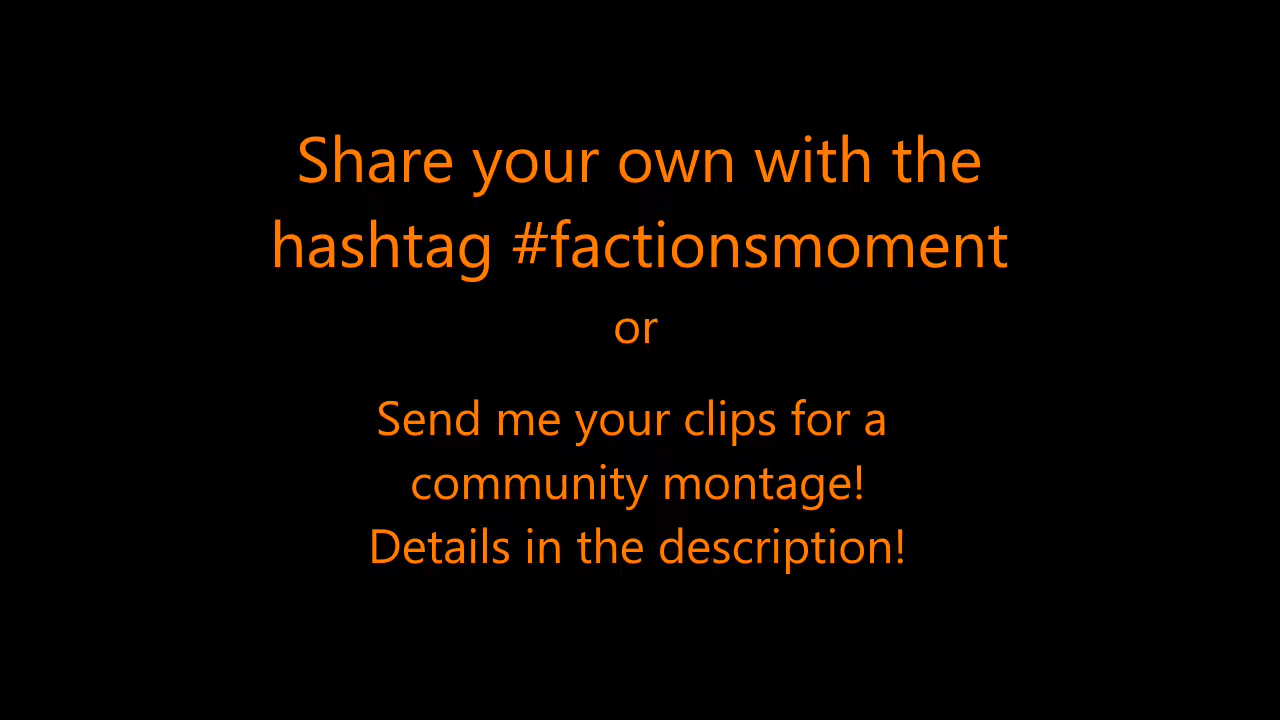 Share your own with the
hashtag #factionsmoment
or
Send me your clips for a
community montage!
Details in the description!